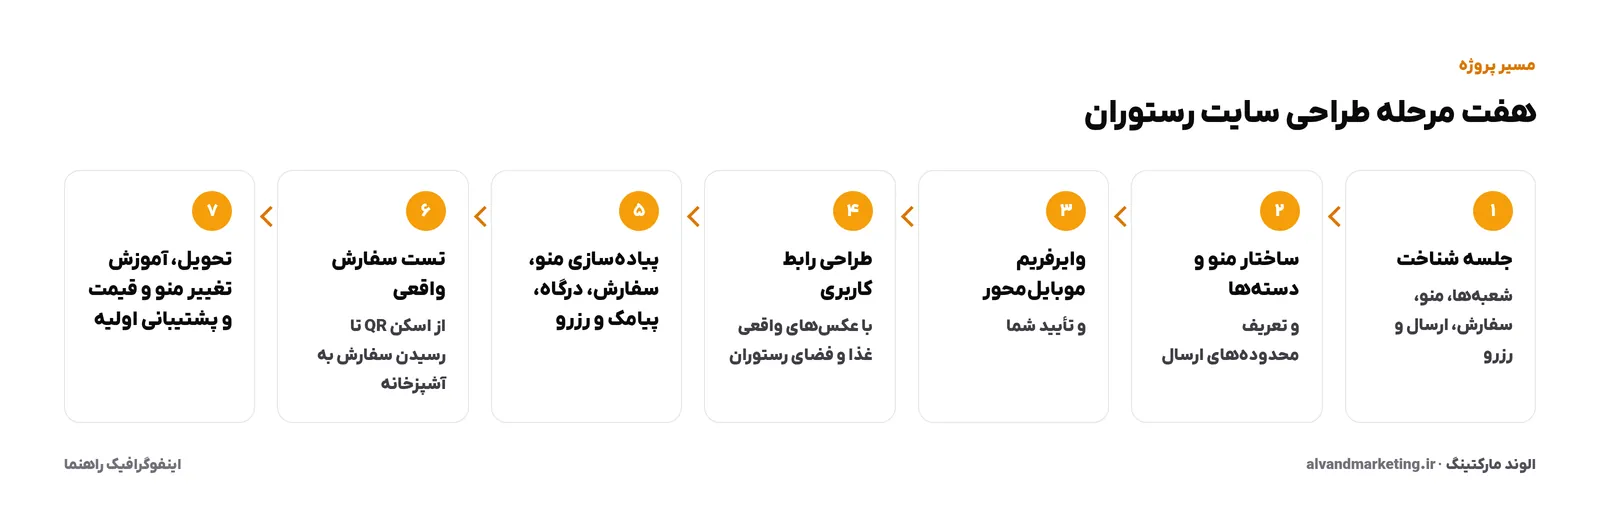 مسیر پروژه
هفت مرحله طراحی سایت رستوران
۱
جلسه شناخت
شعبه‌ها، منو،
سفارش، ارسال و
رزرو
۲
ساختار منو و
دسته‌ها
و تعریف
محدوده‌های ارسال
۳
وایرفریم
موبایل‌محور
و تأیید شما
۴
طراحی رابط
کاربری
با عکس‌های واقعی
غذا و فضای رستوران
۵
پیاده‌سازی منو،
سفارش، درگاه،
پیامک و رزرو
۶
تست سفارش
واقعی
از اسکن QR تا
رسیدن سفارش به
آشپزخانه
۷
تحویل، آموزش
تغییر منو و قیمت
و پشتیبانی اولیه
الوند مارکتینگ · alvandmarketing.ir
اینفوگرافیک راهنما